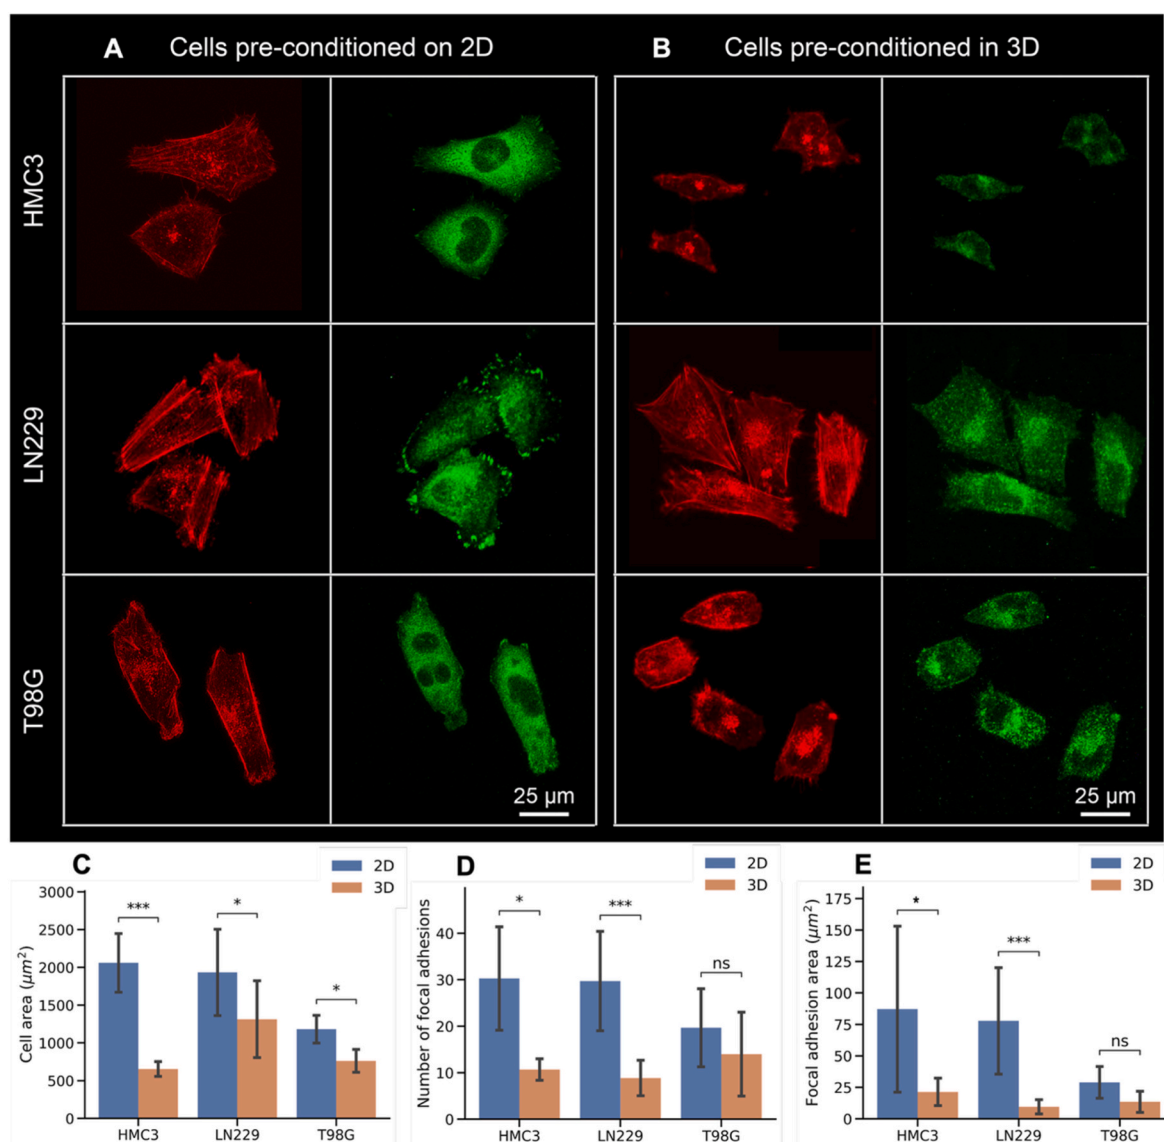 A Cells pre-conditioned on 2D
B Cells pre-conditioned in 3D
HMC3
LN229
T98G
25 µm
25 µm
C
2D
3D
Cell area (µm²)
3000
2500
2000
1500
1000
500
0
***
*
*
HMC3 LN229 T98G
D
2D
3D
Number of focal adhesions
40
30
20
10
0
*
***
ns
HMC3 LN229 T98G
E
2D
3D
Focal adhesion area (µm²)
175
150
125
100
75
50
25
0
*
***
ns
HMC3 LN229 T98G